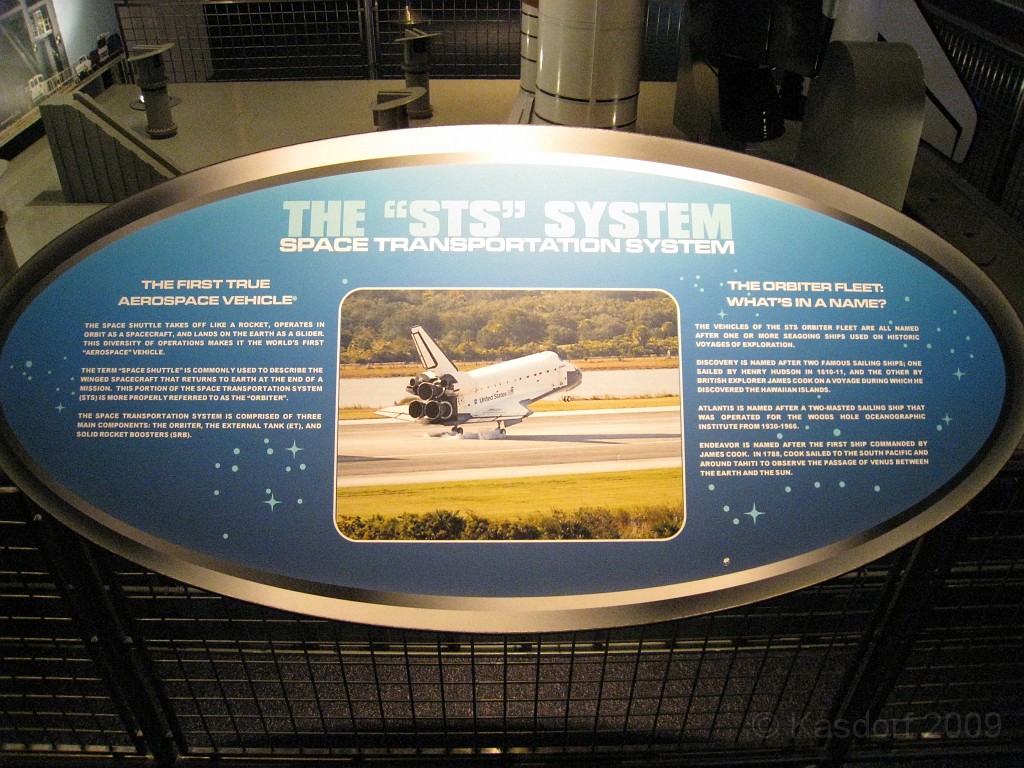 THE "STS" SYSTEM
SPACE TRANSPORTATION SYSTEM
THE FIRST TRUE
AEROSPACE VEHICLE
THE SPACE SHUTTLE TAKES OFF LIKE A ROCKET, OPERATES IN
ORBIT AS A SPACECRAFT, AND LANDS ON THE EARTH AS A GLIDER.
THIS DIVERSITY OF OPERATIONS MAKES IT THE WORLD'S FIRST
"AEROSPACE" VEHICLE.
THE TERM "SPACE SHUTTLE" IS COMMONLY USED TO DESCRIBE THE
WINGED SPACECRAFT THAT RETURNS TO EARTH AT THE END OF A
MISSION. THIS PORTION OF THE SPACE TRANSPORTATION SYSTEM
(STS) IS MORE PROPERLY REFERRED TO AS THE "ORBITER".
THE SPACE TRANSPORTATION SYSTEM IS COMPRISED OF THREE
MAIN COMPONENTS: THE ORBITER, THE EXTERNAL TANK (ET), AND
SOLID ROCKET BOOSTERS (SRB).
United States
THE ORBITER FLEET:
WHAT'S IN A NAME?
THE VEHICLES OF THE STS ORBITER FLEET ARE ALL NAMED
AFTER ONE OR MORE SEAGOING SHIPS USED ON HISTORIC
VOYAGES OF EXPLORATION.
DISCOVERY IS NAMED AFTER TWO FAMOUS SAILING SHIPS; ONE
SAILED BY HENRY HUDSON IN 1610-11, AND THE OTHER BY
BRITISH EXPLORER JAMES COOK ON A VOYAGE DURING WHICH HE
DISCOVERED THE HAWAIIAN ISLANDS.
ATLANTIS IS NAMED AFTER A TWO-MASTED SAILING SHIP THAT
WAS OPERATED FOR THE WOODS HOLE OCEANOGRAPHIC
INSTITUTE FROM 1930-1966.
ENDEAVOR IS NAMED AFTER THE FIRST SHIP COMMANDED BY
JAMES COOK. IN 1788, COOK SAILED TO THE SOUTH PACIFIC AND
AROUND TAHITI TO OBSERVE THE PASSAGE OF VENUS BETWEEN
THE EARTH AND THE SUN.
© Kasdorf 2009